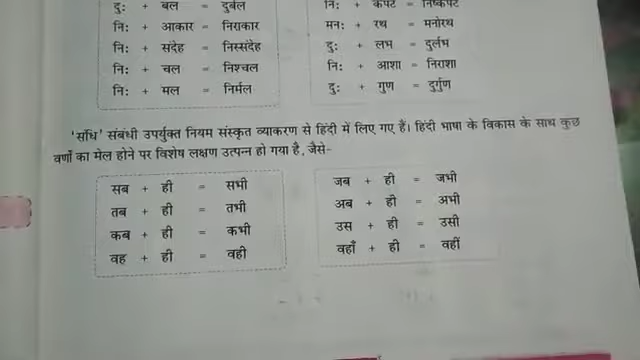 दुः + बल = दुर्बल
निः + आकार = निराकार
निः + संदेह = निस्संदेह
निः + चल = निश्चल
निः + मल = निर्मल
निः + कपट = निष्कपट
मनः + रथ = मनोरथ
दुः + लभ = दुर्लभ
निः + आशा = निराशा
दुः + गुण = दुर्गुण
'संधि' संबंधी उपर्युक्त नियम संस्कृत व्याकरण से हिंदी में लिए गए हैं। हिंदी भाषा के विकास के साथ कुछ
वर्णों का मेल होने पर विशेष लक्षण उत्पन्न हो गया है, जैसे-
सब + ही = सभी
तब + ही = तभी
कब + ही = कभी
वह + ही = वही
जब + ही = जभी
अब + ही = अभी
उस + ही = उसी
वहाँ + ही = वहीं